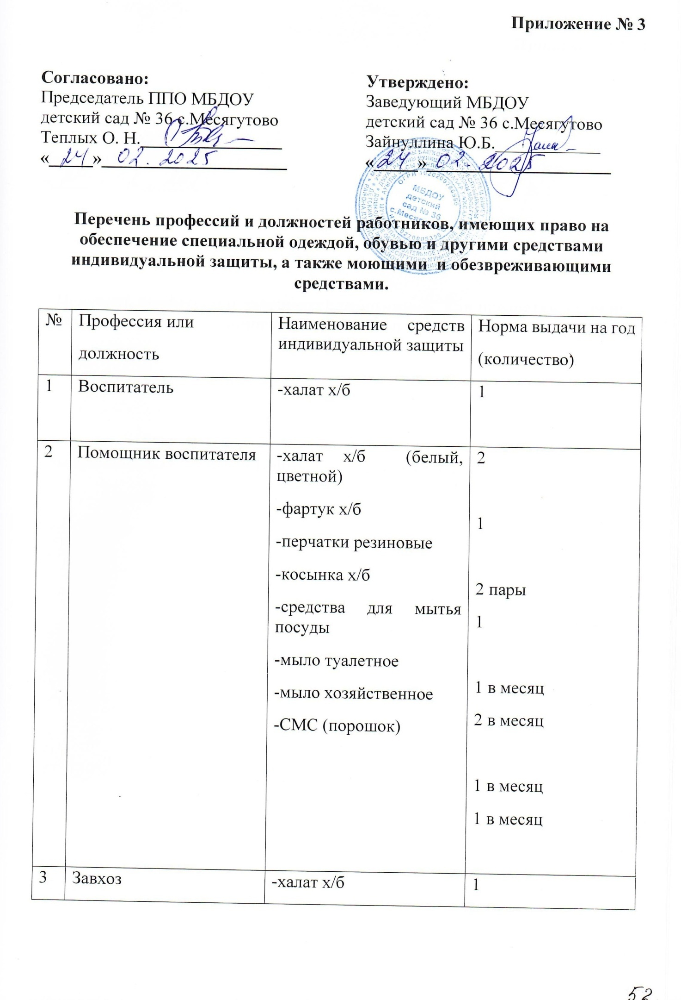 Приложение № 3
Согласовано:
Председатель ППО МБДОУ
детский сад № 36 с.Месягутово
Теплых О. Н.
«24» 02. 2025
Утверждено:
Заведующий МБДОУ
детский сад № 36 с.Месягутово
Зайнуллина Ю.Б.
«24» 02. 2025
МБДОУ
детский
сад № 36
Перечень профессий и должностей работников, имеющих право на
обеспечение специальной одеждой, обувью и другими средствами
индивидуальной защиты, а также моющими и обезвреживающими
средствами.
№
Профессия или
должность
Наименование средств
индивидуальной защиты
Норма выдачи на год
(количество)
1
Воспитатель
-халат х/б
1
2
Помощник воспитателя
-халат х/б (белый,
цветной)
-фартук х/б
-перчатки резиновые
-косынка х/б
-средства для мытья
посуды
-мыло туалетное
-мыло хозяйственное
-СМС (порошок)
2
1
2 пары
1
1 в месяц
2 в месяц
1 в месяц
1 в месяц
3
Завхоз
-халат х/б
1
52